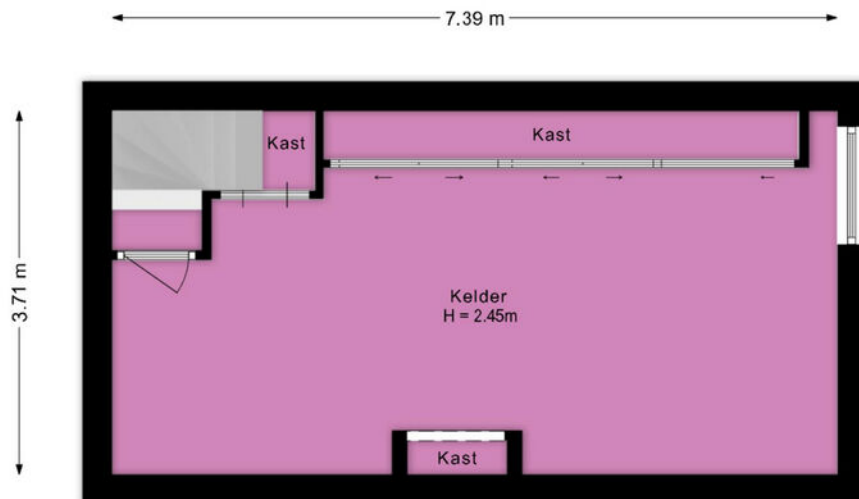 7.39 m
Kast
Kast
3.71 m
Kelder
H = 2.45m
Kast